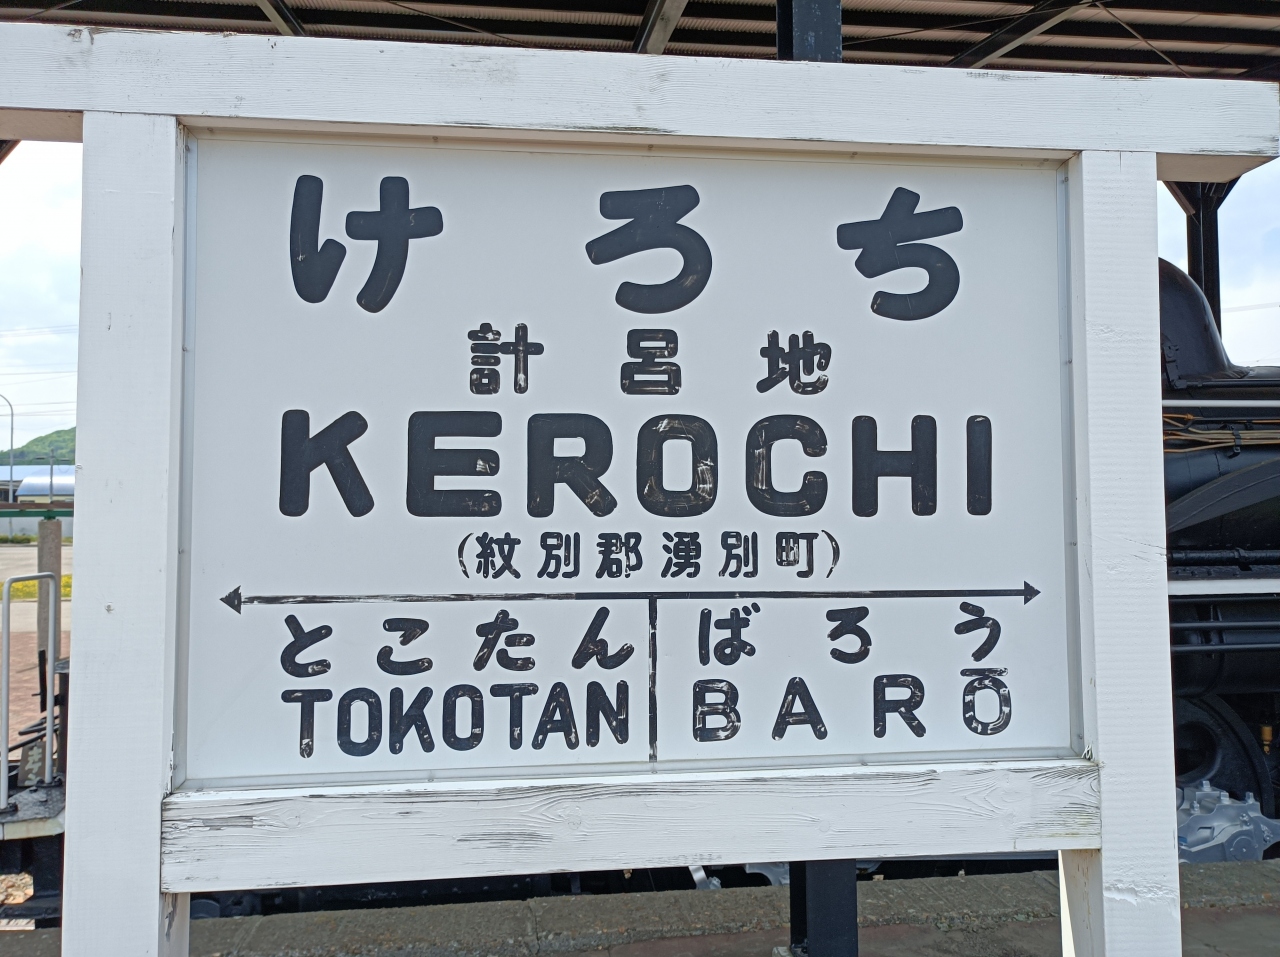 けろち
計呂地
KEROCHI
(紋別郡湧別町)
とこたん ばろう
TOKOTAN BARŌ